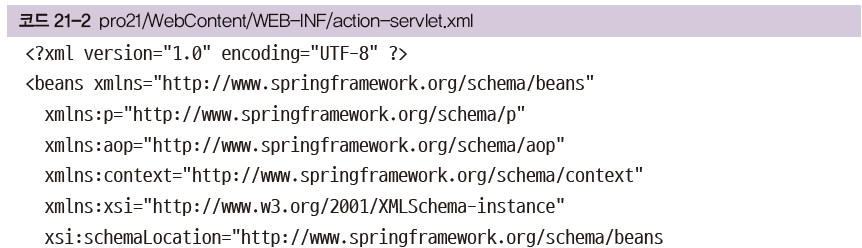 코드 21-2 pro21/WebContent/WEB-INF/action-servlet.xml
<?xml version="1.0" encoding="UTF-8" ?>
<beans xmlns="http://www.springframework.org/schema/beans"
xmlns:p="http://www.springframework.org/schema/p"
xmlns:aop="http://www.springframework.org/schema/aop"
xmlns:context="http://www.springframework.org/schema/context"
xmlns:xsi="http://www.w3.org/2001/XMLSchema-instance"
xsi:schemaLocation="http://www.springframework.org/schema/beans